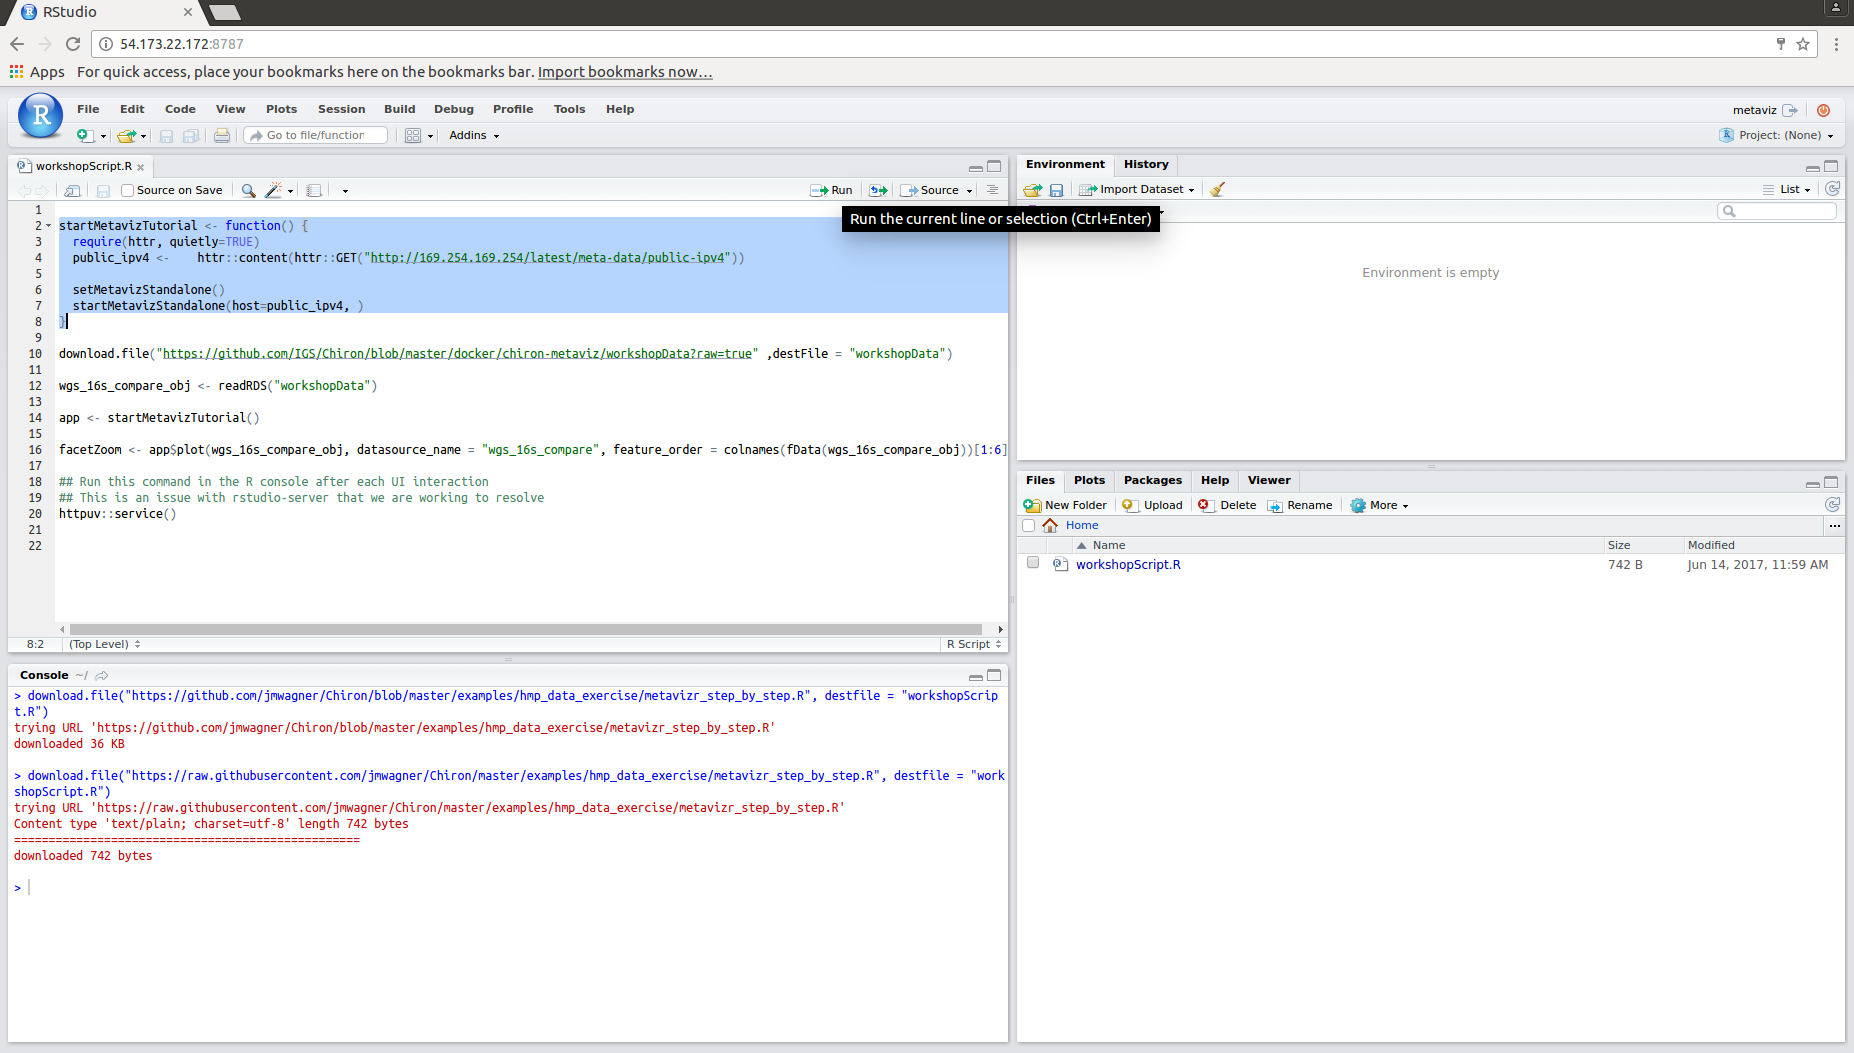 RStudio
54.173.22.172:8787
Apps For quick access, place your bookmarks here on the bookmarks bar. Import bookmarks now...
R
File Edit Code View Plots Session Build Debug Profile Tools Help
metaviz
Go to file/function
Addins
Project: (None)
workshopScript.R
Source on Save
Run
Source
Run the current line or selection (Ctrl+Enter)
1
2 startMetavizTutorial <- function() {
3 require(httr, quietly=TRUE)
4 public_ipv4 <- httr::content(httr::GET("http://169.254.169.254/latest/meta-data/public-ipv4"))
5
6 setMetavizStandalone()
7 startMetavizStandalone(host=public_ipv4, )
8 }
9
10 download.file("https://github.com/IGS/Chiron/blob/master/docker/chiron-metaviz/workshopData?raw=true" ,destFile = "workshopData")
11
12 wgs_16s_compare_obj <- readRDS("workshopData")
13
14 app <- startMetavizTutorial()
15
16 facetZoom <- app$plot(wgs_16s_compare_obj, datasource_name = "wgs_16s_compare", feature_order = colnames(fData(wgs_16s_compare_obj))[1:6]
17
18 ## Run this command in the R console after each UI interaction
19 ## This is an issue with rstudio-server that we are working to resolve
20 httpuv::service()
21
22
8:2 (Top Level)
R Script
Console ~/
> download.file("https://github.com/jmwagner/Chiron/blob/master/examples/hmp_data_exercise/metavizr_step_by_step.R", destfile = "workshopScrip
t.R")
trying URL 'https://github.com/jmwagner/Chiron/blob/master/examples/hmp_data_exercise/metavizr_step_by_step.R'
downloaded 36 KB
> download.file("https://raw.githubusercontent.com/jmwagner/Chiron/master/examples/hmp_data_exercise/metavizr_step_by_step.R", destfile = "work
shopScript.R")
trying URL 'https://raw.githubusercontent.com/jmwagner/Chiron/master/examples/hmp_data_exercise/metavizr_step_by_step.R'
Content type 'text/plain; charset=utf-8' length 742 bytes
==================================================
downloaded 742 bytes
>
Environment History
Import Dataset
List
Environment is empty
Files Plots Packages Help Viewer
New Folder Upload Delete Rename More
Home
...
Name Size Modified
workshopScript.R 742 B Jun 14, 2017, 11:59 AM